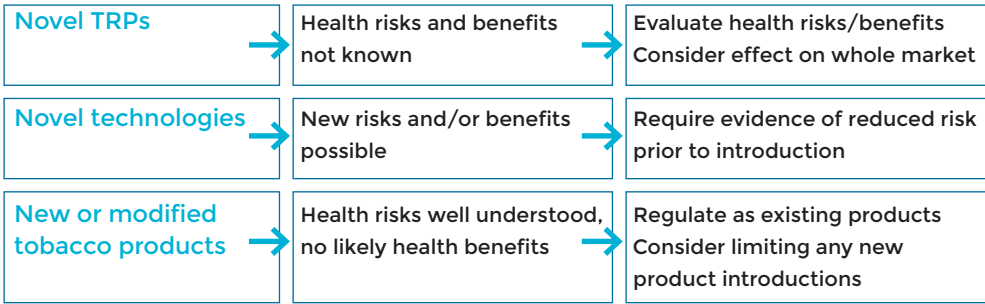 Novel TRPs
Health risks and benefits
not known
Evaluate health risks/benefits
Consider effect on whole market
Novel technologies
New risks and/or benefits
possible
Require evidence of reduced risk
prior to introduction
New or modified
tobacco products
Health risks well understood,
no likely health benefits
Regulate as existing products
Consider limiting any new
product introductions